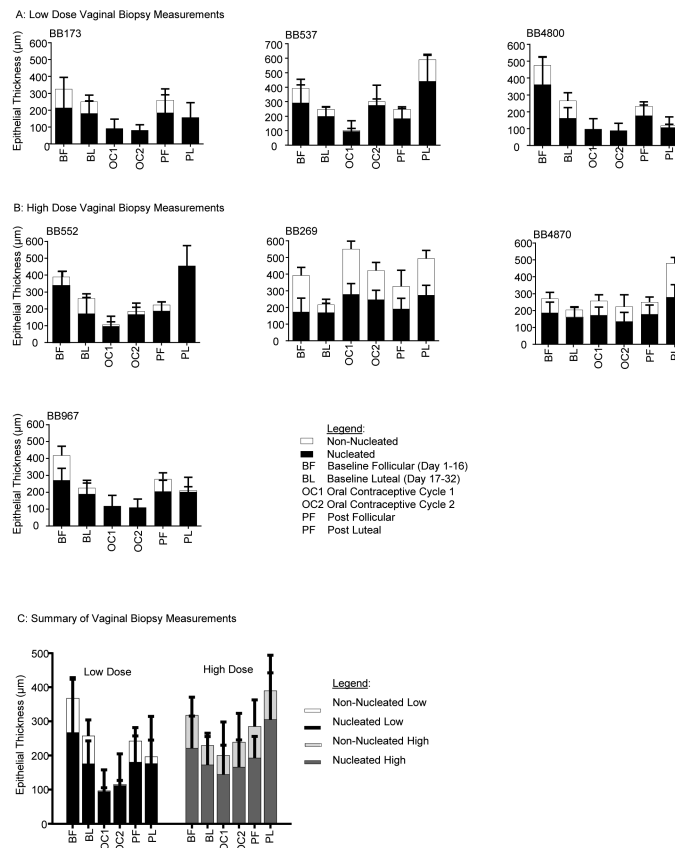 A: Low Dose Vaginal Biopsy Measurements
BB173
Epithelial Thickness (µm)
600
500
400
300
200
100
0
BF BL OC1 OC2 PF PL
BB537
700
600
500
400
300
200
100
0
BF BL OC1 OC2 PF PL
BB4800
600
500
400
300
200
100
0
BF BL OC1 OC2 PF PL
B: High Dose Vaginal Biopsy Measurements
BB552
Epithelial Thickness (µm)
600
500
400
300
200
100
0
BF BL OC1 OC2 PF PL
BB269
600
500
400
300
200
100
0
BF BL OC1 OC2 PF PL
BB4870
600
500
400
300
200
100
0
BF BL OC1 OC2 PF PL
BB967
Epithelial Thickness (µm)
600
500
400
300
200
100
0
BF BL OC1 OC2 PF PL
Legend:
Non-Nucleated
Nucleated
BF Baseline Follicular (Day 1-16)
BL Baseline Luteal (Day 17-32)
OC1 Oral Contraceptive Cycle 1
OC2 Oral Contraceptive Cycle 2
PF Post Follicular
PF Post Luteal
C: Summary of Vaginal Biopsy Measurements
Epithelial Thickness (µm)
500
400
300
200
100
0
Low Dose
High Dose
BF BL OC1 OC2 PF PL
BF BL OC1 OC2 PF PL
Legend:
Non-Nucleated Low
Nucleated Low
Non-Nucleated High
Nucleated High